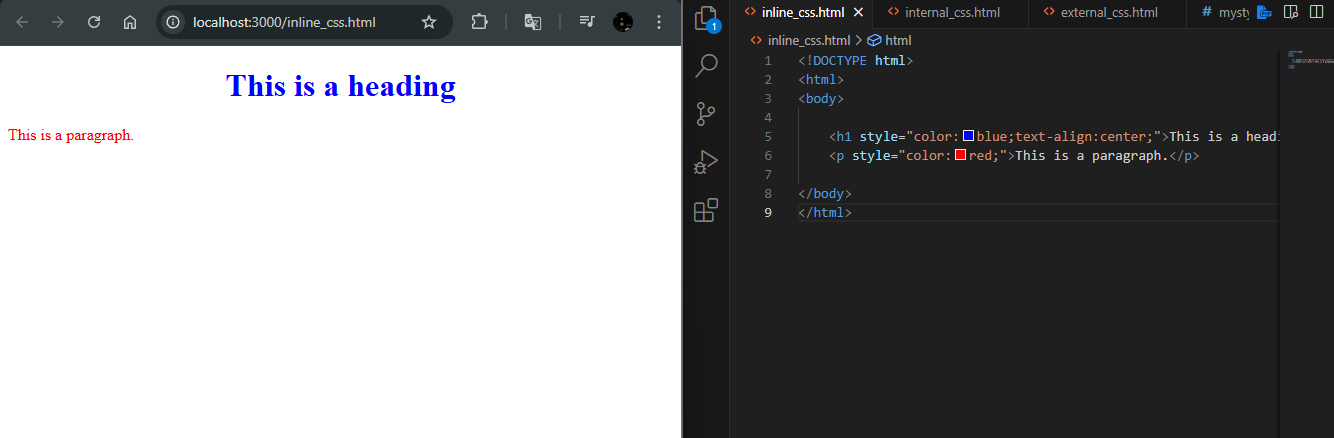 localhost:3000/inline_css.html
This is a heading
This is a paragraph.
1
inline_css.html
internal_css.html
external_css.html
# mysty
inline_css.html > html
1 <!DOCTYPE html>
2 <html>
3 <body>
4
5 <h1 style="color:blue;text-align:center;">This is a headi
6 <p style="color:red;">This is a paragraph.</p>
7
8 </body>
9 </html>